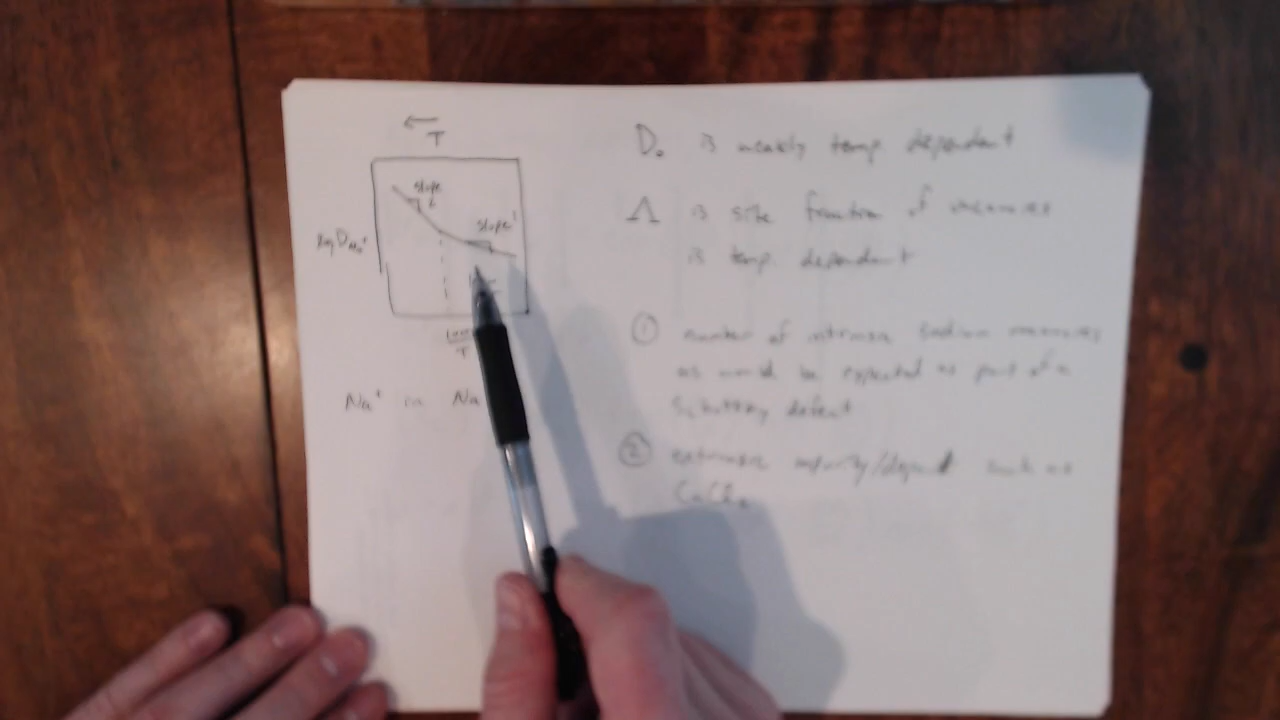 ← T
slope
slope'
log D Na+
T
Na+ in Na
D₀ is weakly temp. dependent
Λ is site fraction of vacancies
is temp. dependent
① number of intrinsic sodium vacancies
as would be expected as part of a
Schottky defect
② extrinsic impurity/dopant such as
CaCl₂